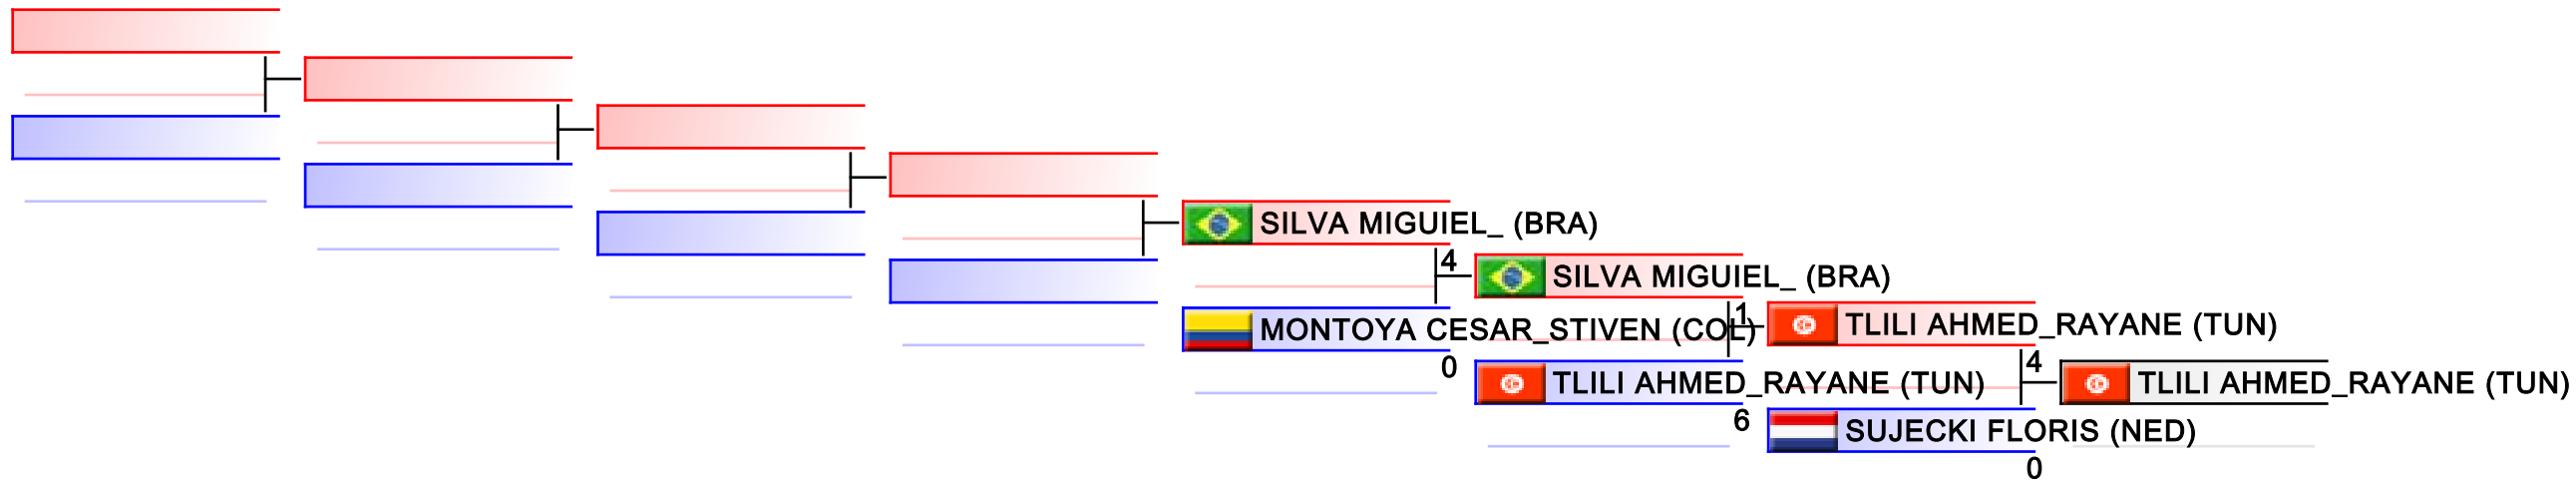 SILVA MIGUIEL_ (BRA)
4
SILVA MIGUIEL_ (BRA)
MONTOYA CESAR_STIVEN (COL)
1
TLILI AHMED_RAYANE (TUN)
0
TLILI AHMED_RAYANE (TUN)
4
TLILI AHMED_RAYANE (TUN)
6
SUJECKI FLORIS (NED)
0